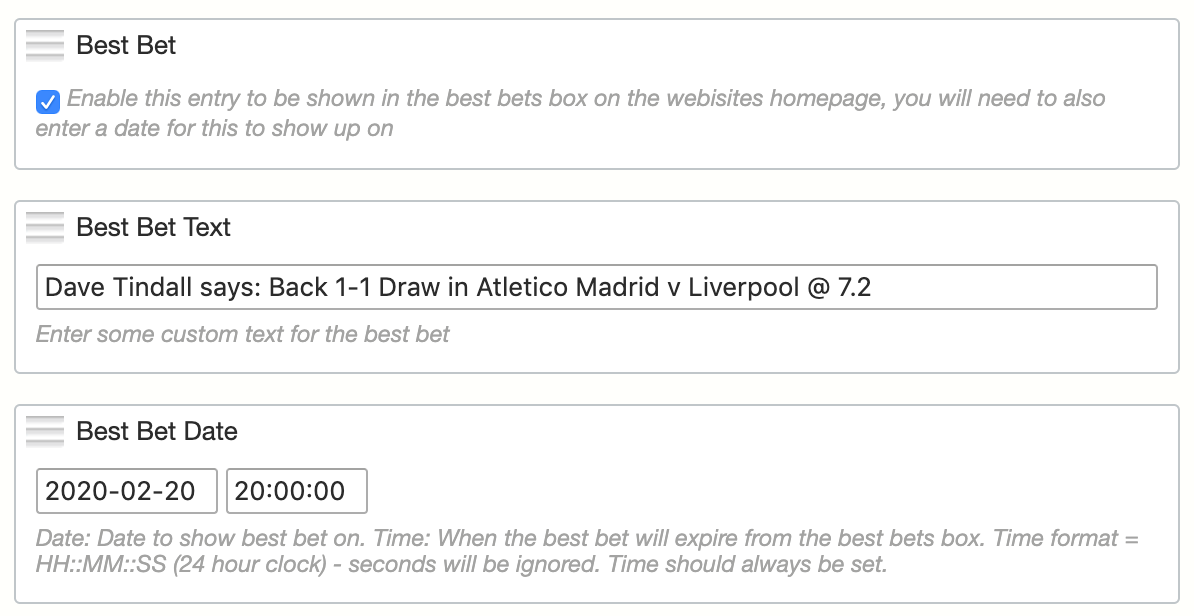 Best Bet
Enable this entry to be shown in the best bets box on the webisites homepage, you will need to also
enter a date for this to show up on
Best Bet Text
Dave Tindall says: Back 1-1 Draw in Atletico Madrid v Liverpool @ 7.2
Enter some custom text for the best bet
Best Bet Date
2020-02-20 20:00:00
Date: Date to show best bet on. Time: When the best bet will expire from the best bets box. Time format =
HH::MM::SS (24 hour clock) - seconds will be ignored. Time should always be set.